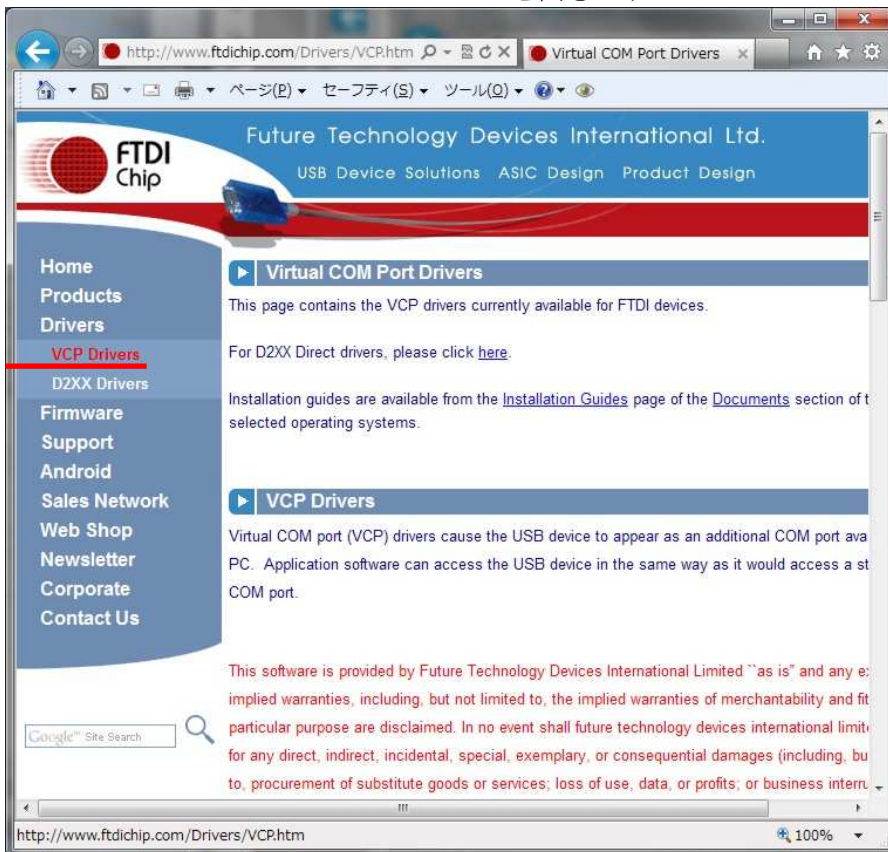 http://www.ftdichip.com/Drivers/VCP.htm
Virtual COM Port Drivers
ページ(P) セーフティ(S) ツール(O)
FTDI
Chip
Future Technology Devices International Ltd.
USB Device Solutions ASIC Design Product Design
Home
Products
Drivers
VCP Drivers
D2XX Drivers
Firmware
Support
Android
Sales Network
Web Shop
Newsletter
Corporate
Contact Us
Google™ Site Search
Virtual COM Port Drivers
This page contains the VCP drivers currently available for FTDI devices.
For D2XX Direct drivers, please click here.
Installation guides are available from the Installation Guides page of the Documents section of t
selected operating systems.
VCP Drivers
Virtual COM port (VCP) drivers cause the USB device to appear as an additional COM port ava
PC. Application software can access the USB device in the same way as it would access a st
COM port.
This software is provided by Future Technology Devices International Limited ``as is'' and any e
implied warranties, including, but not limited to, the implied warranties of merchantability and fit
particular purpose are disclaimed. In no event shall future technology devices international limit
for any direct, indirect, incidental, special, exemplary, or consequential damages (including, bu
to, procurement of substitute goods or services; loss of use, data, or profits; or business interru
http://www.ftdichip.com/Drivers/VCP.htm
100%